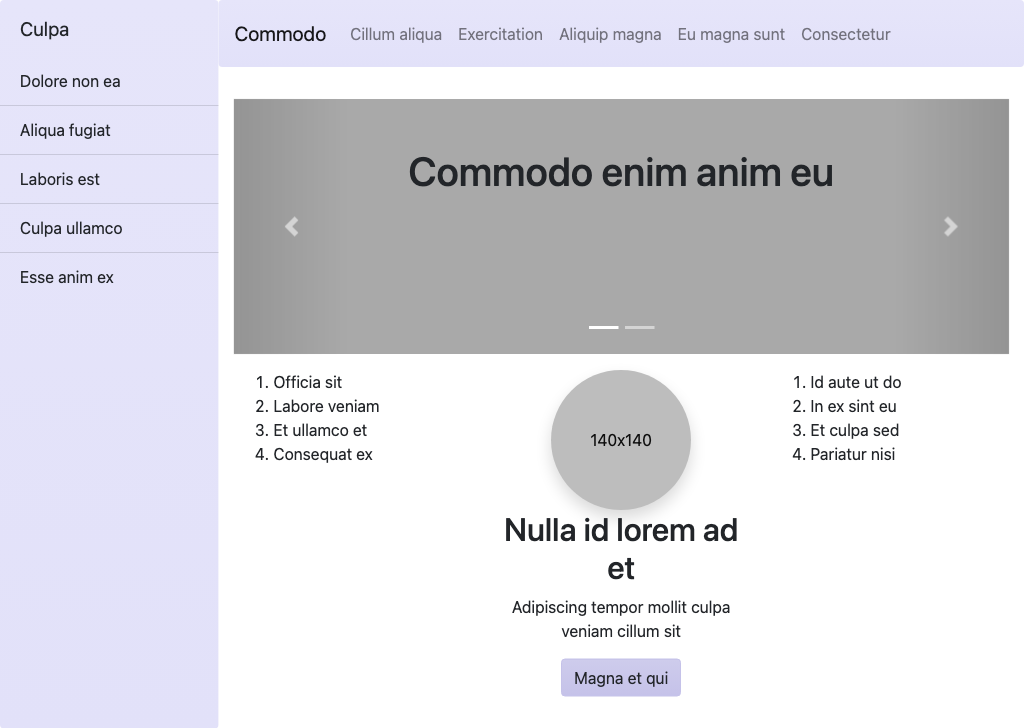 Culpa
Dolore non ea
Aliqua fugiat
Laboris est
Culpa ullamco
Esse anim ex
Commodo Cillum aliqua Exercitation Aliquip magna Eu magna sunt Consectetur
Commodo enim anim eu
1. Officia sit
2. Labore veniam
3. Et ullamco et
4. Consequat ex
140x140
Nulla id lorem ad
et
Adipiscing tempor mollit culpa
veniam cillum sit
Magna et qui
1. Id aute ut do
2. In ex sint eu
3. Et culpa sed
4. Pariatur nisi